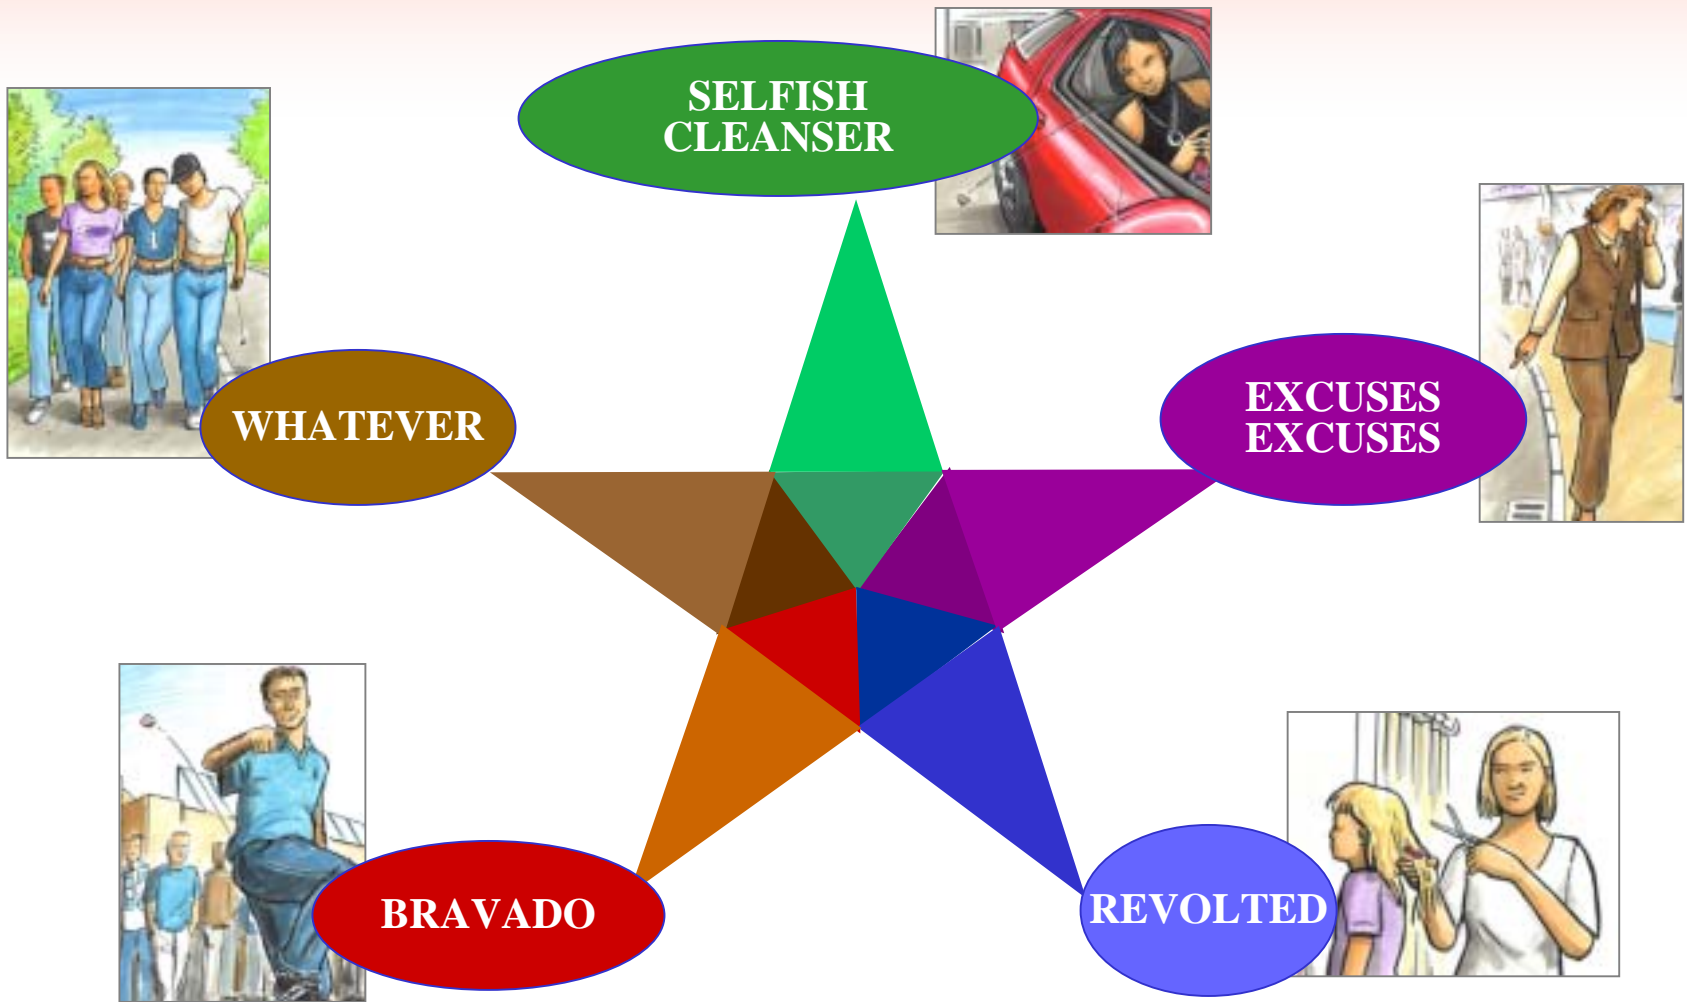 SELFISH
CLEANSER
WHATEVER
EXCUSES
EXCUSES
BRAVADO
REVOLTED